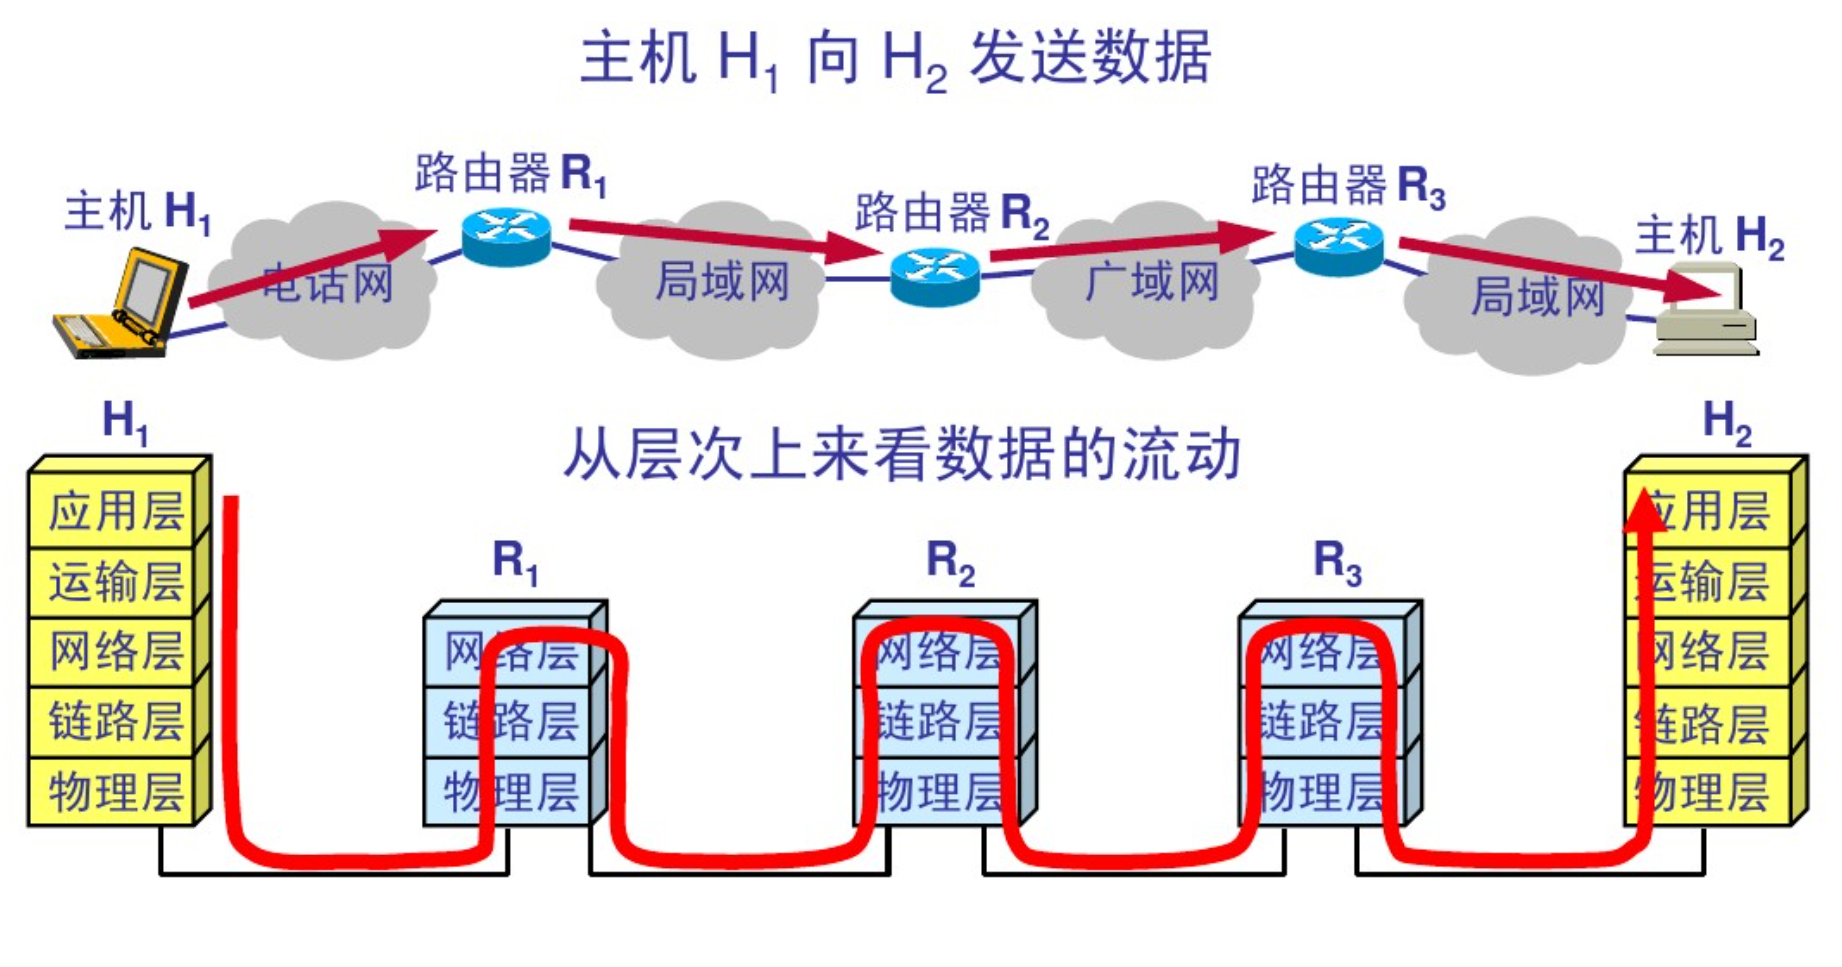 主机 H1 向 H2 发送数据
主机 H1
路由器 R1
路由器 R2
路由器 R3
主机 H2
电话网
局域网
广域网
局域网
从层次上来看数据的流动
H1
应用层
运输层
网络层
链路层
物理层
R1
网络层
链路层
物理层
R2
网络层
链路层
物理层
R3
网络层
链路层
物理层
H2
应用层
运输层
网络层
链路层
物理层